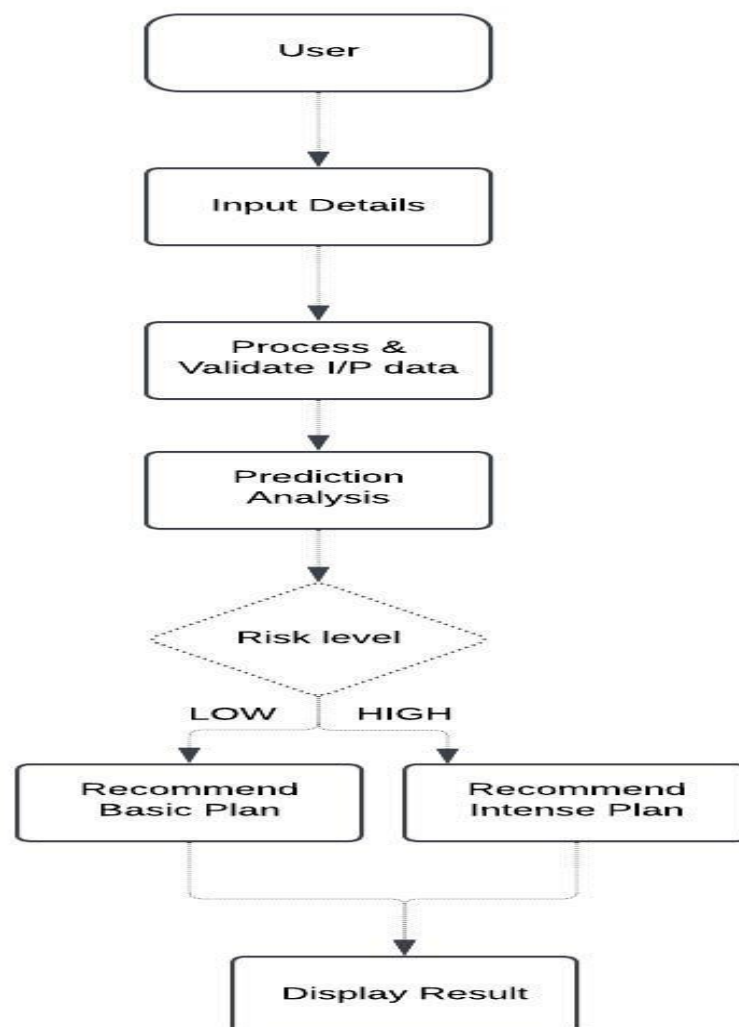 User
Input Details
Process &
Validate I/P data
Prediction
Analysis
Risk level
LOW
HIGH
Recommend
Basic Plan
Recommend
Intense Plan
Display Result